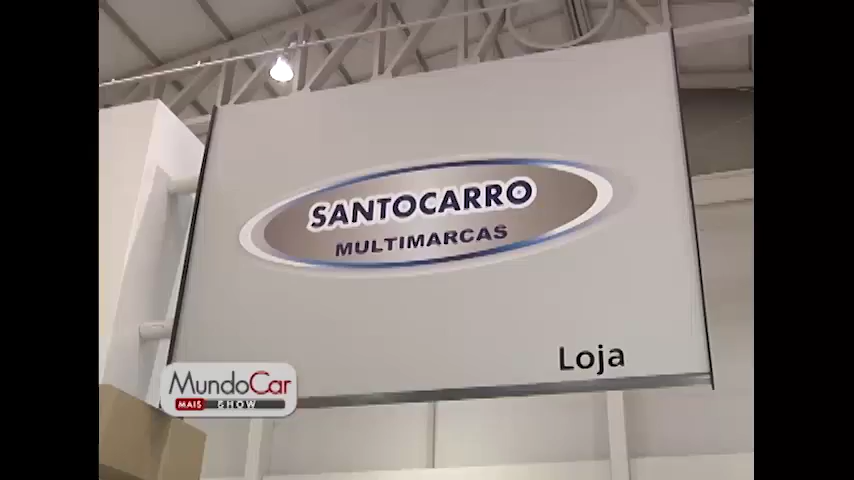 SANTOCARRO
MULTIMARCAS
Loja
MundoCar
MAIS SHOW